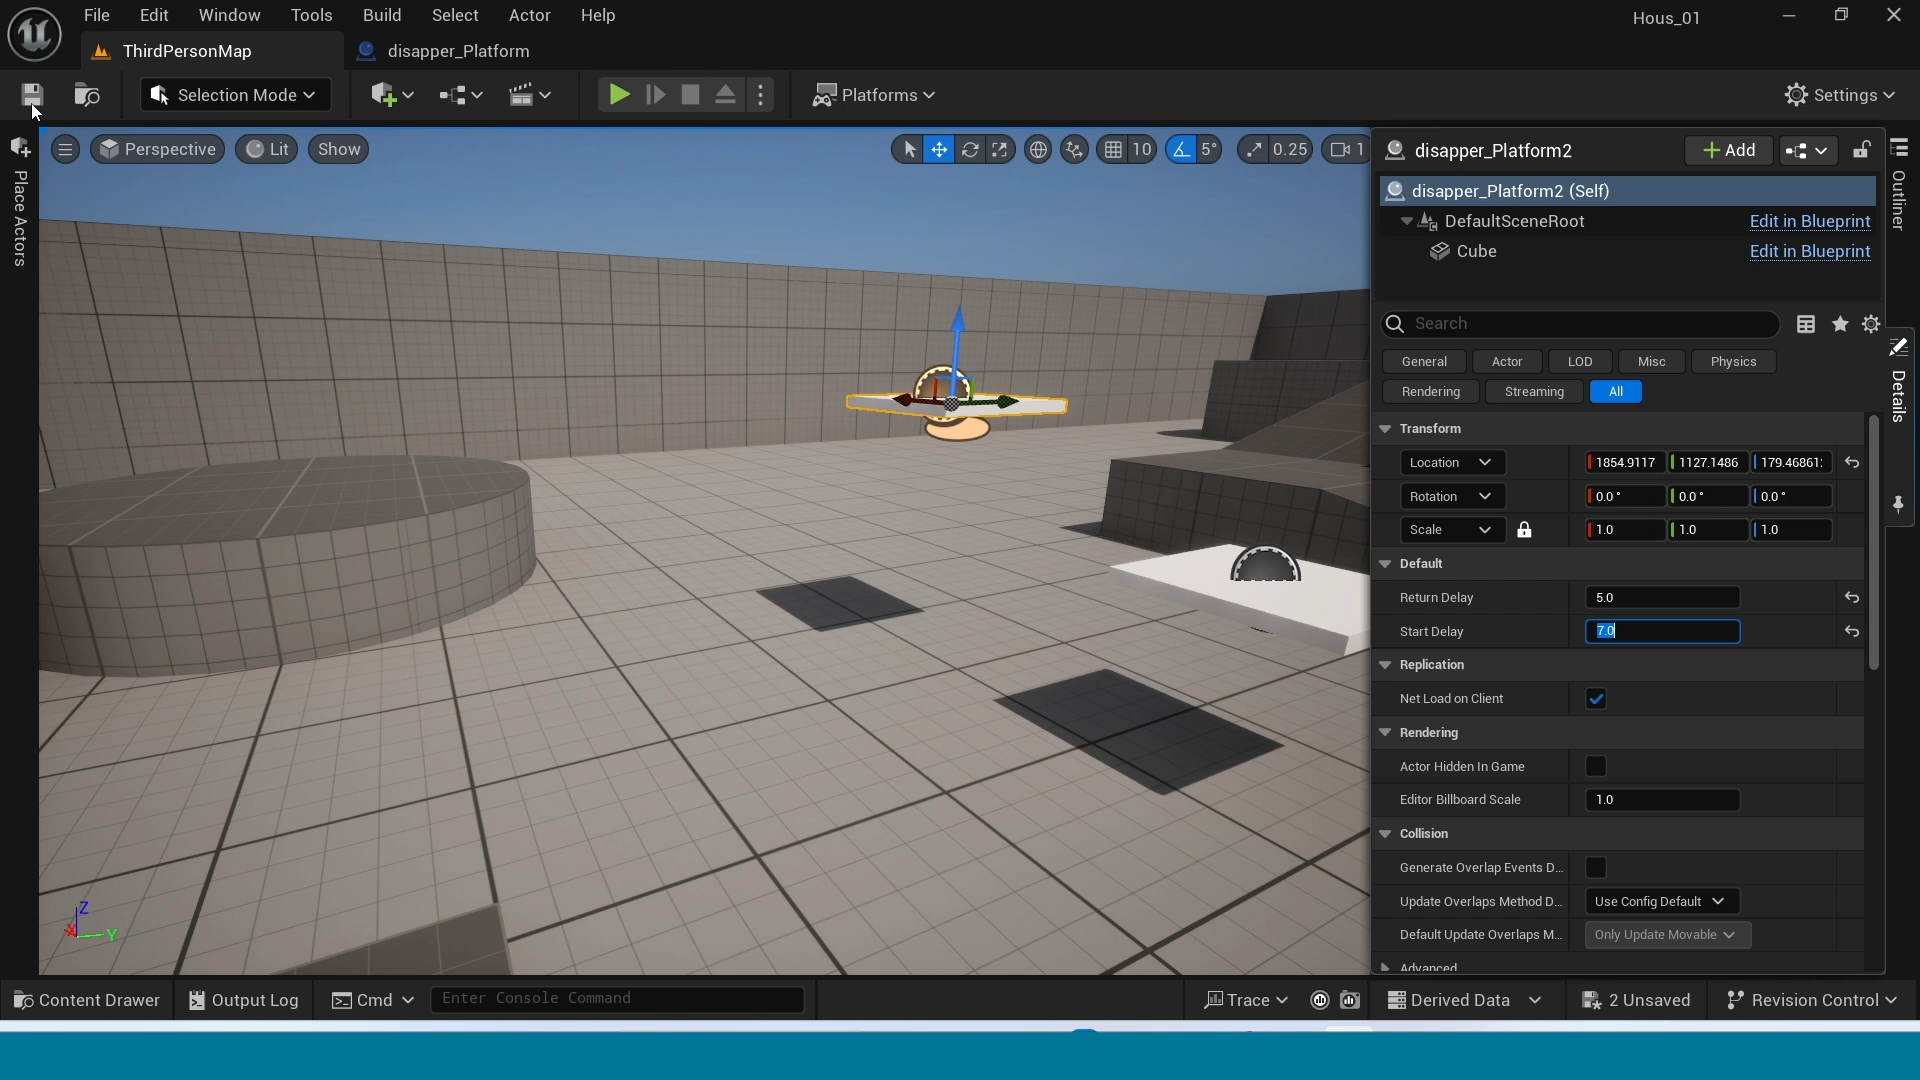 File Edit Window Tools Build Select Actor Help
Hous_01
ThirdPersonMap disapper_Platform
Selection Mode Platforms Settings
Perspective Lit Show 10 5° 0.25 1
Place Actors
disapper_Platform2 Add
disapper_Platform2 (Self)
DefaultSceneRoot Edit in Blueprint
Cube Edit in Blueprint
Outliner
Search
General Actor LOD Misc Physics
Rendering Streaming All
Details
Transform
Location 1854.9117 1127.1486 179.46861:
Rotation 0.0 ° 0.0 ° 0.0 °
Scale 1.0 1.0 1.0
Default
Return Delay 5.0
Start Delay 7.0
Replication
Net Load on Client
Rendering
Actor Hidden In Game
Editor Billboard Scale 1.0
Collision
Generate Overlap Events D...
Update Overlaps Method D... Use Config Default
Default Update Overlaps M... Only Update Movable
Advanced
Z
X Y
Content Drawer Output Log Cmd Enter Console Command Trace Derived Data 2 Unsaved Revision Control